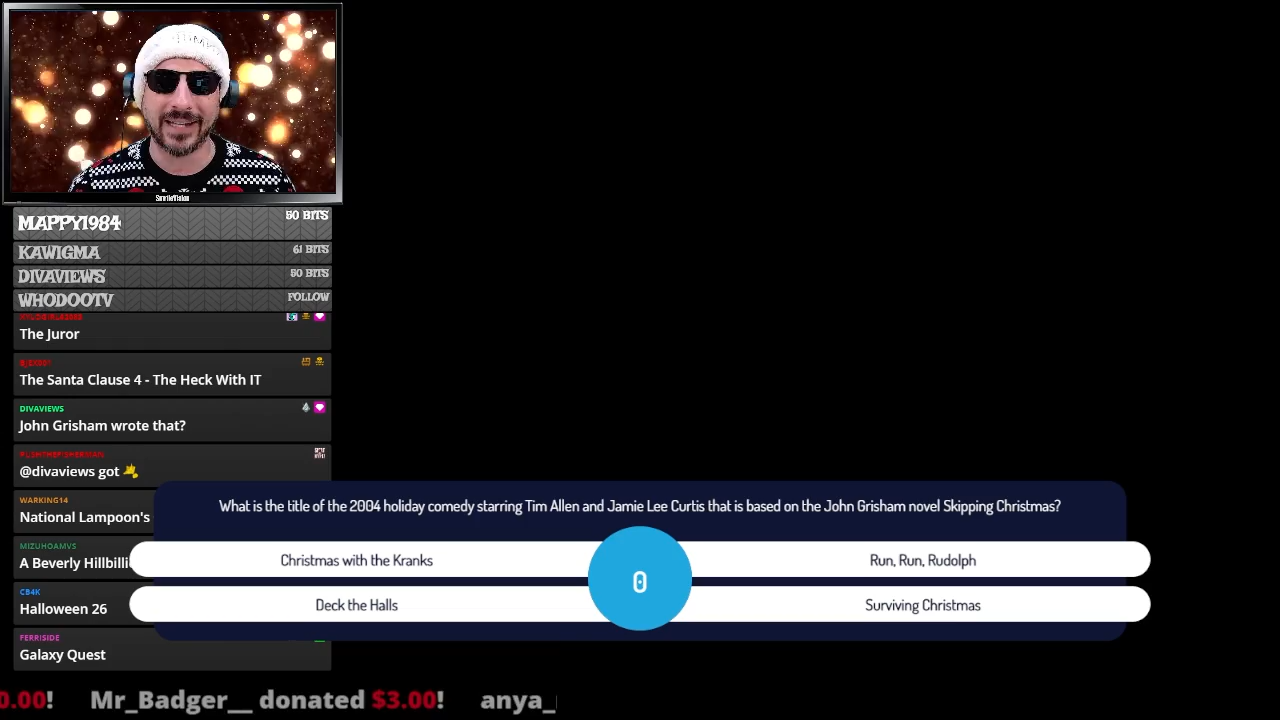 SmvtleVision
MAPPY1984 50 BITS
KAWIGMA 61 BITS
DIVAVIEWS 50 BITS
WHODOOTV FOLLOW
The Juror
The Santa Clause 4 - The Heck With IT
DIVAVIEWS
John Grisham wrote that?
@divaviews got
WARKING14
National Lampoon's
MIZUHOAMVS
A Beverly Hillbilli
CB4K
Halloween 26
FERRISIDE
Galaxy Quest
What is the title of the 2004 holiday comedy starring Tim Allen and Jamie Lee Curtis that is based on the John Grisham novel Skipping Christmas?
Christmas with the Kranks
Run, Run, Rudolph
0
Deck the Halls
Surviving Christmas
0.00! Mr_Badger__ donated $3.00! anya_